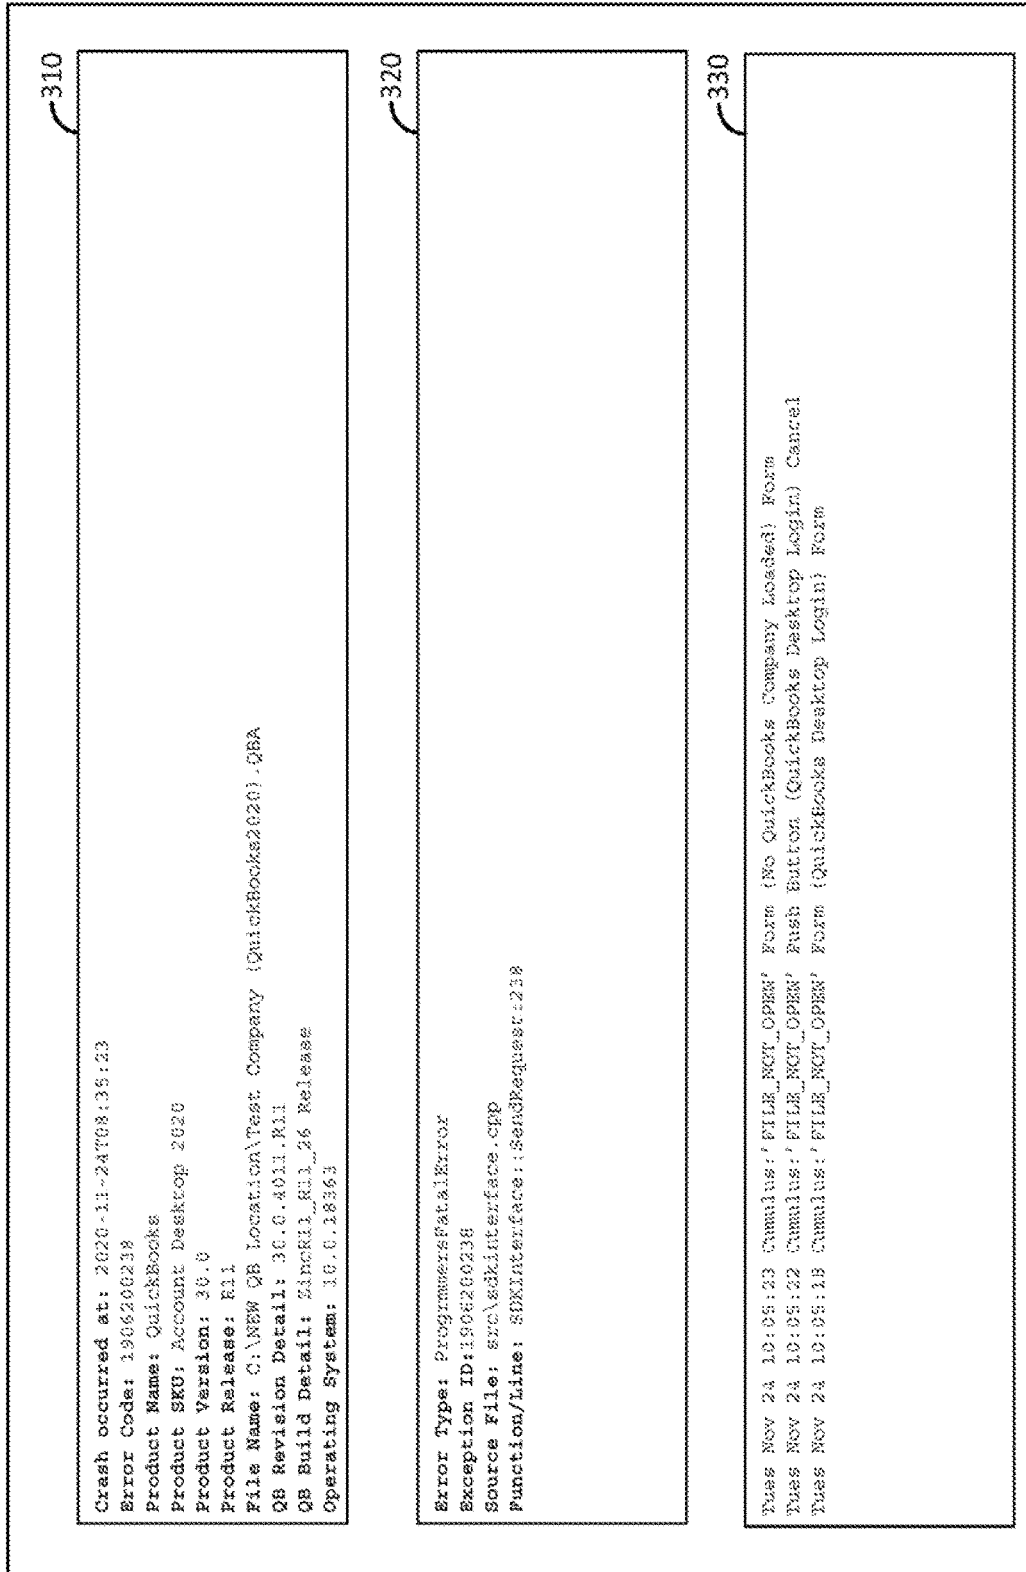 310
Crash occurred at: 2020-11-24T08:35:23
Error Code: 1906200238
Product Name: QuickBooks
Product SKU: Account Desktop 2020
Product Version: 30.0
Product Release: R11
File Name: C:\NEW QB Location\Test Company (QuickBooks2020).QBA
QB Revision Detail: 30.0.4011.R11
QB Build Detail: ZincR11_R11_26 Release
Operating System: 10.0.18363
320
Error Type: ProgrmmersFatalError
Exception ID:1906200238
Source File: src\sdkinterface.cpp
Function/Line: SDKInterface::SendRequest:238
330
Tues Nov 24 10:05:23 Cumulus:'FILE_NOT_OPEN' Form (No QuickBooks Company Loaded) Form
Tues Nov 24 10:05:22 Cumulus:'FILE_NOT_OPEN' Push Button (QuickBooks Desktop Login) Cancel
Tues Nov 24 10:05:18 Cumulus:'FILE_NOT_OPEN' Form (QuickBooks Desktop Login) Form